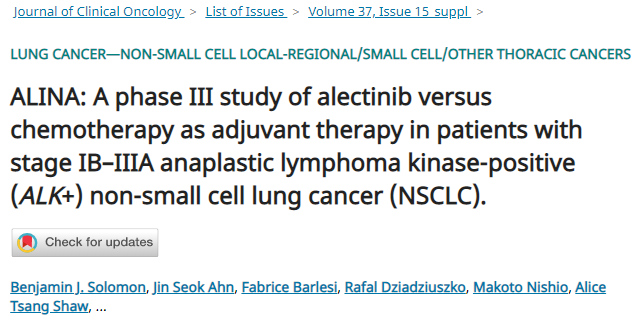 Journal of Clinical Oncology > List of Issues > Volume 37, Issue 15_suppl >
LUNG CANCER—NON-SMALL CELL LOCAL-REGIONAL/SMALL CELL/OTHER THORACIC CANCERS
ALINA: A phase III study of alectinib versus
chemotherapy as adjuvant therapy in patients with
stage IB–IIIA anaplastic lymphoma kinase-positive
(ALK+) non-small cell lung cancer (NSCLC).
Check for updates
Benjamin J. Solomon, Jin Seok Ahn, Fabrice Barlesi, Rafal Dziadziuszko, Makoto Nishio, Alice
Tsang Shaw, ...